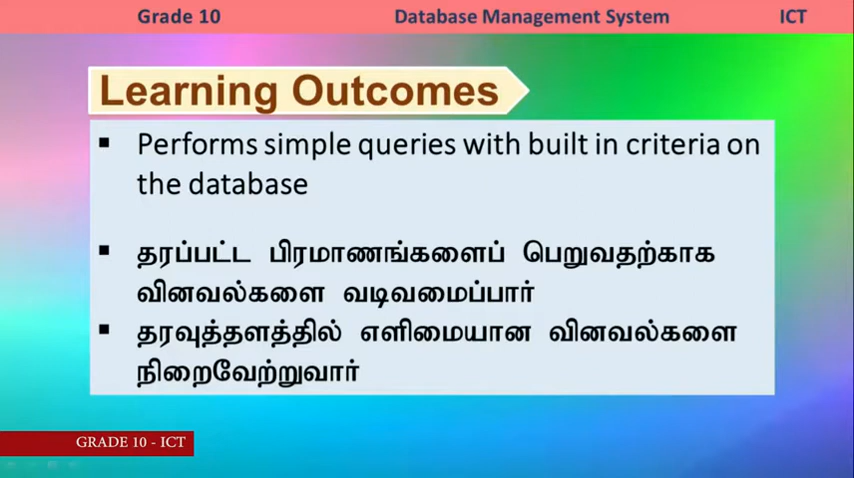 Grade 10 Database Management System ICT
Learning Outcomes
▪ Performs simple queries with built in criteria on
the database
▪ தரப்பட்ட பிரமாணங்களைப் பெறுவதற்காக
வினவல்களை வடிவமைப்பார்
▪ தரவுத்தளத்தில் எளிமையான வினவல்களை
நிறைவேற்றுவார்
GRADE 10 - ICT